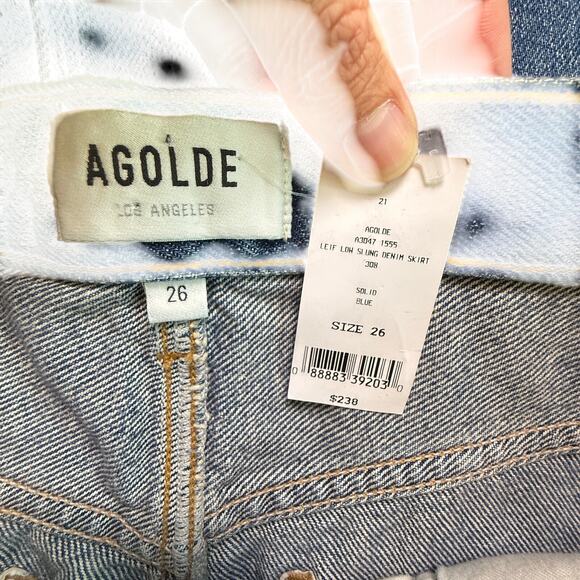 AGOLDE
LOS ANGELES
26
21
AGOLDE
A3047 1555
LEIF LOW SLUNG DENIM SKIRT
308
SOLID
BLUE
SIZE 26
0 88883 39203 0
$238